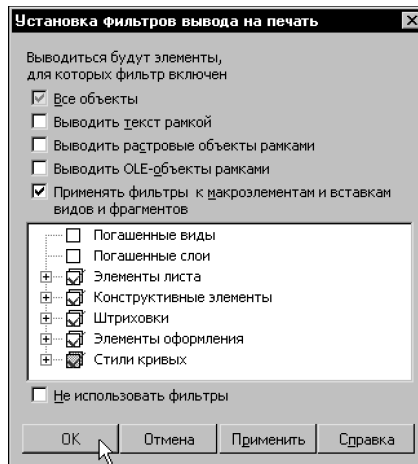 Установка фильтров вывода на печать
Выводиться будут элементы,
для которых фильтр включен
Все объекты
Выводить текст рамкой
Выводить растровые объекты рамками
Выводить OLE-объекты рамками
Применять фильтры к макроэлементам и вставкам
видов и фрагментов
Погашенные виды
Погашенные слои
Элементы листа
Конструктивные элементы
Штриховки
Элементы оформления
Стили кривых
Не использовать фильтры
OK Отмена Применить Справка